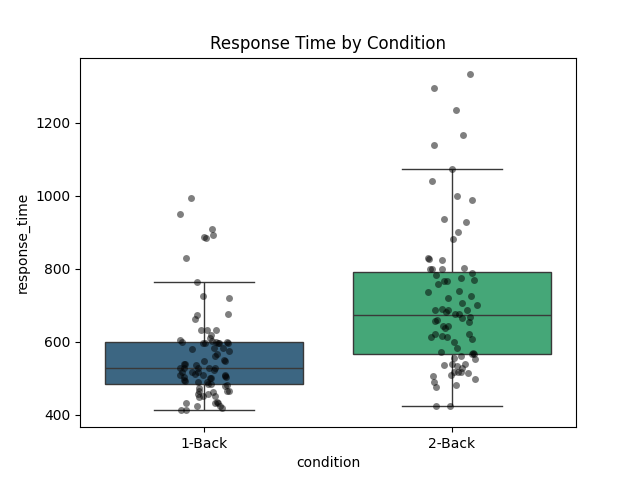 Response Time by Condition
1200
1000
800
600
400
response_time
1-Back
2-Back
condition